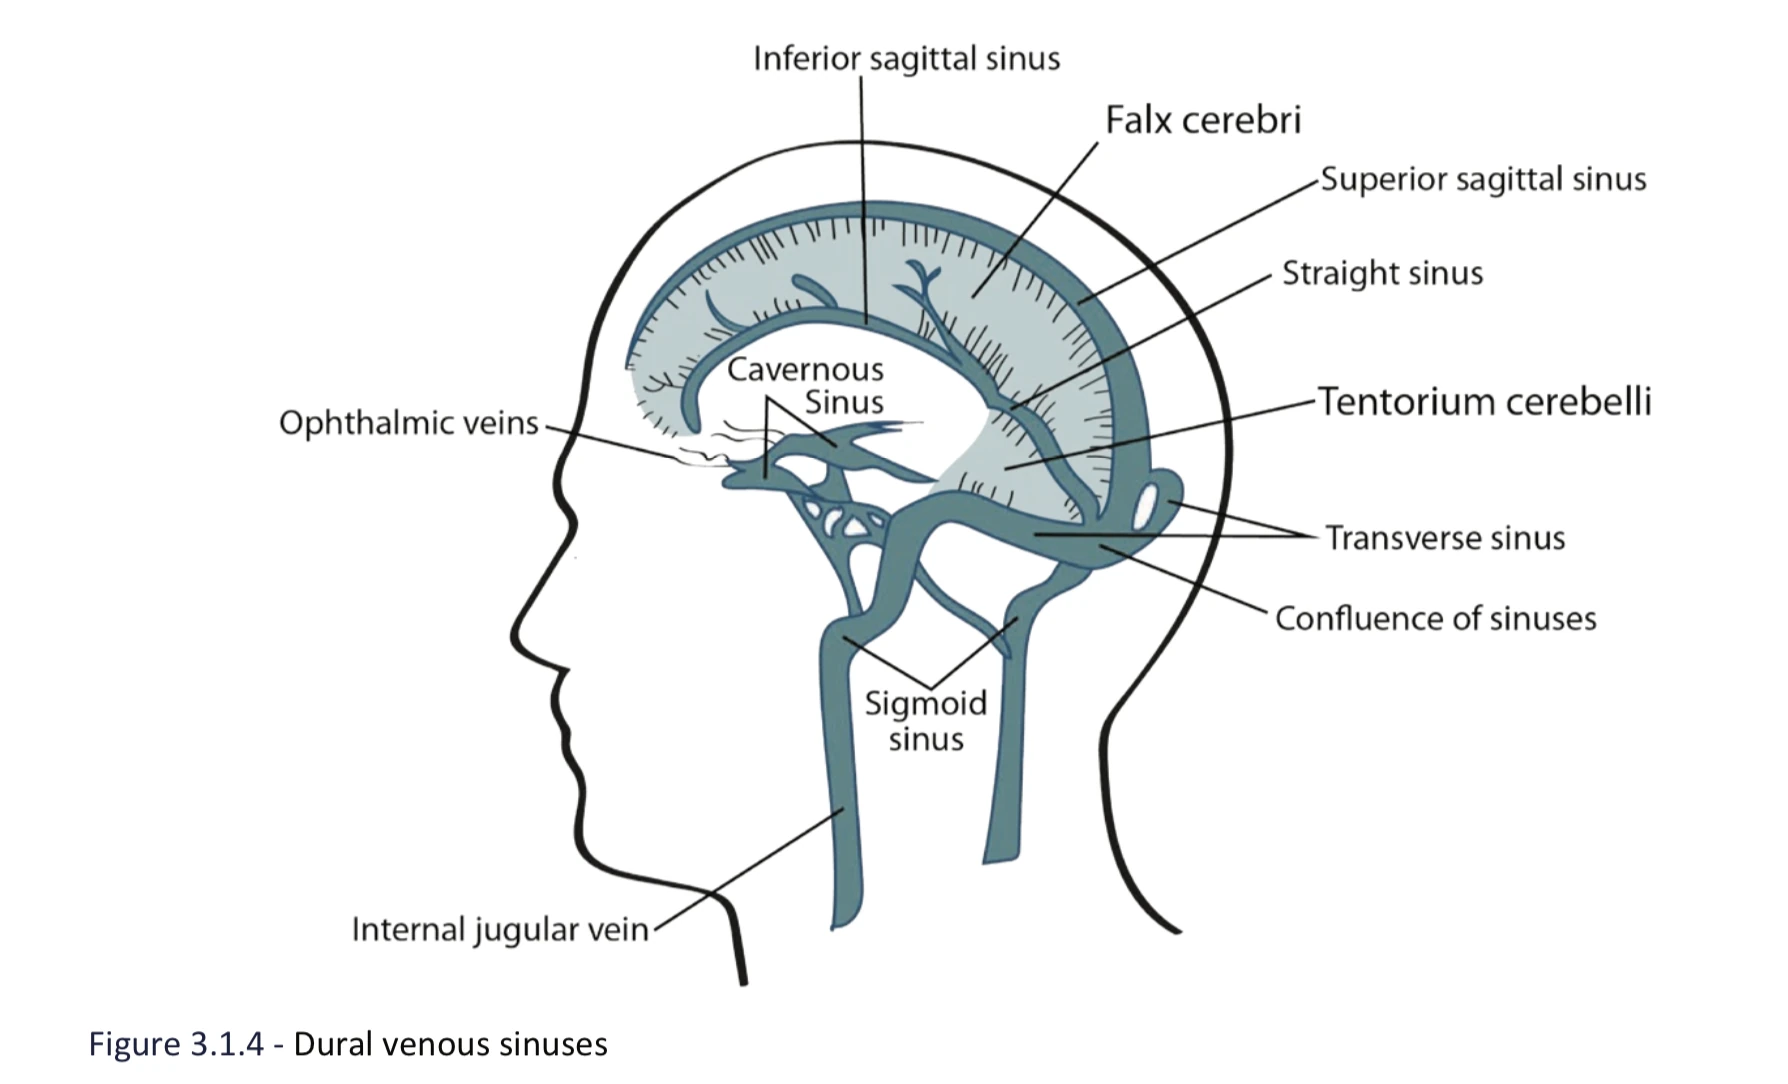 Inferior sagittal sinus
Falx cerebri
Superior sagittal sinus
Straight sinus
Cavernous
Sinus
Tentorium cerebelli
Ophthalmic veins
Transverse sinus
Confluence of sinuses
Sigmoid
sinus
Internal jugular vein
Figure 3.1.4 - Dural venous sinuses